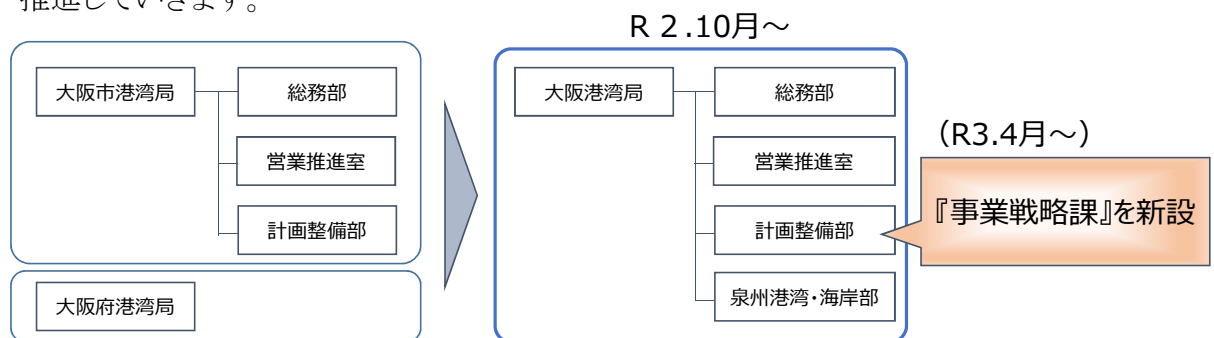 推進していきます。
R 2.10月～
大阪市港湾局
総務部
営業推進室
計画整備部
大阪府港湾局
大阪港湾局
総務部
営業推進室
計画整備部
泉州港湾・海岸部
（R3.4月～）
『事業戦略課』を新設